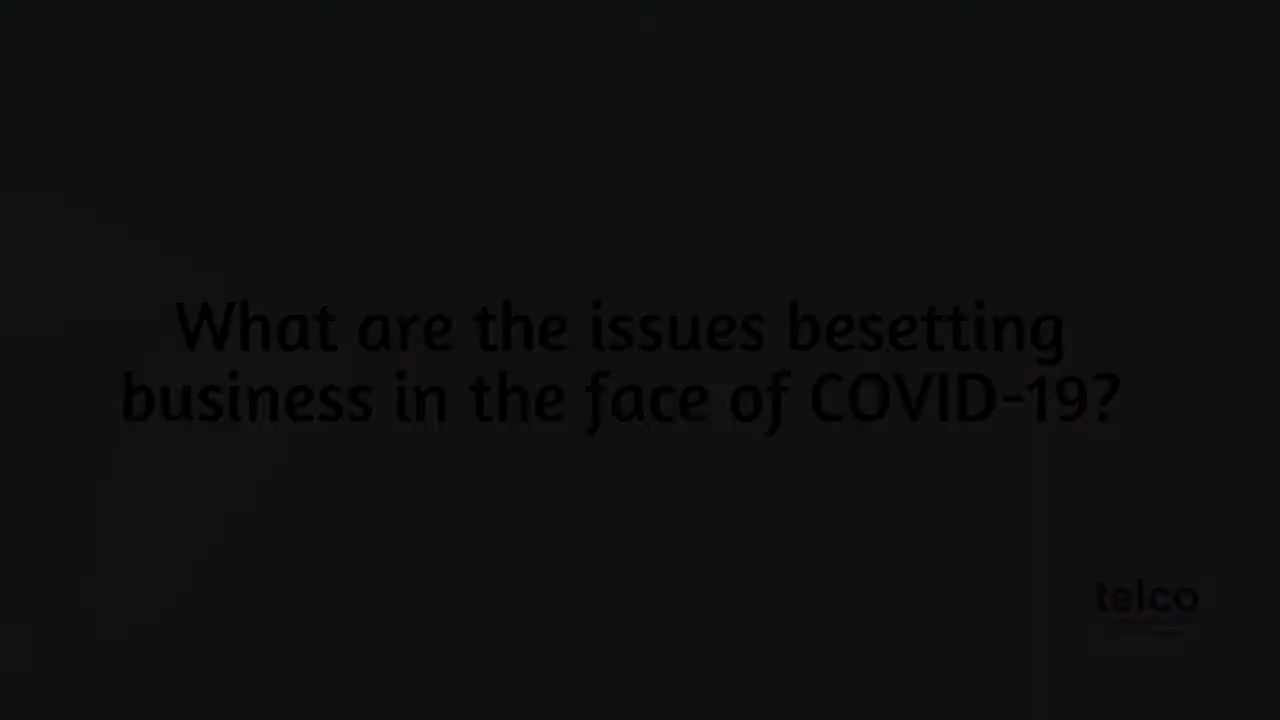 What are the issues besetting
business in the face of COVID-19?
telco